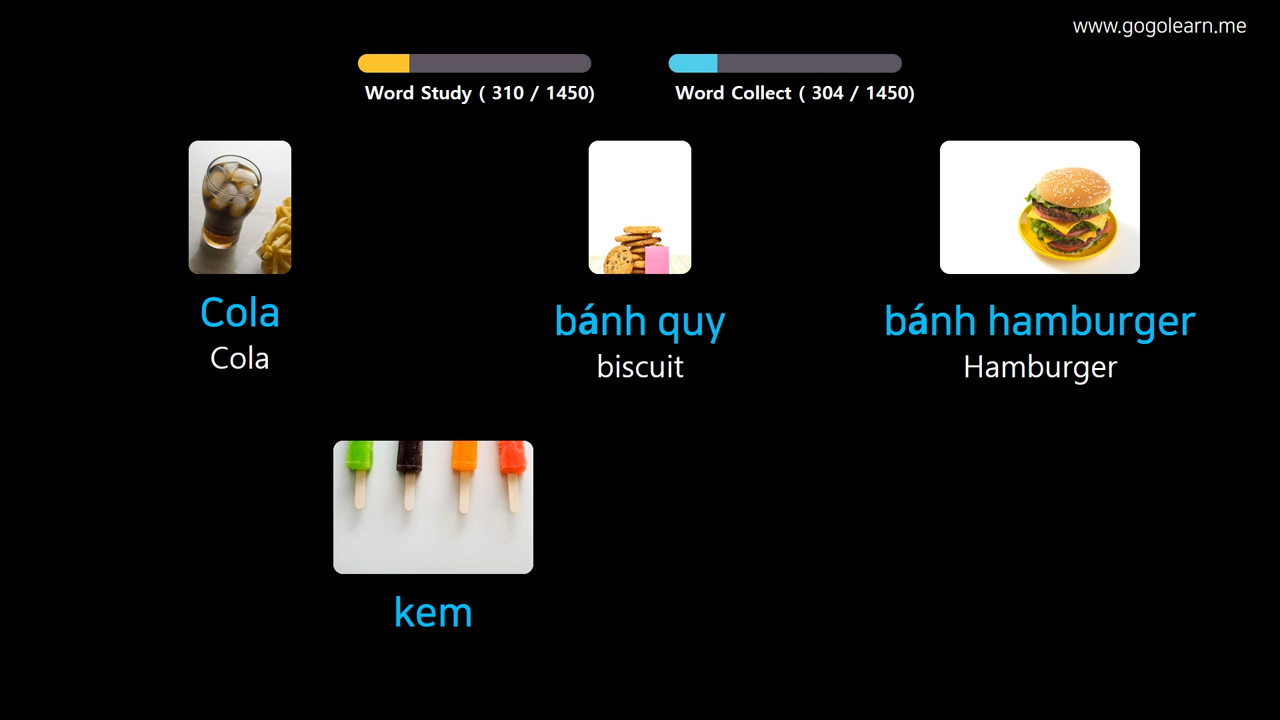 www.gogolearn.me
Word Study ( 310 / 1450)
Word Collect ( 304 / 1450)
Cola
Cola
bánh quy
biscuit
bánh hamburger
Hamburger
kem